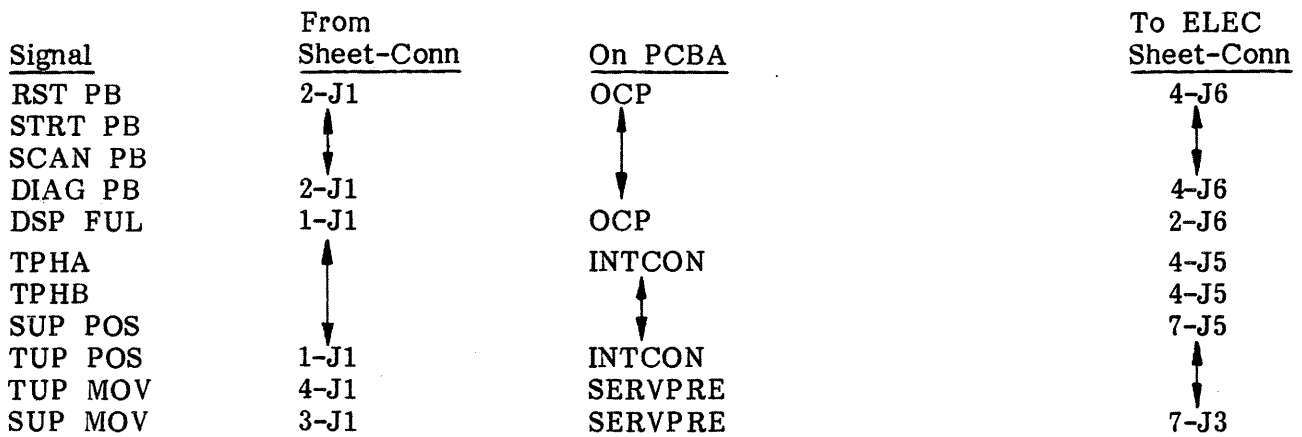 From To ELEC
Signal Sheet-Conn On PCBA Sheet-Conn
RST PB 2-J1 OCP 4-J6
STRT PB
SCAN PB
DIAG PB 2-J1 4-J6
DSP FUL 1-J1 OCP 2-J6
TPHA INTCON 4-J5
TPHB 4-J5
SUP POS 7-J5
TUP POS 1-J1 INTCON
TUP MOV 4-J1 SERVPRE
SUP MOV 3-J1 SERVPRE 7-J3